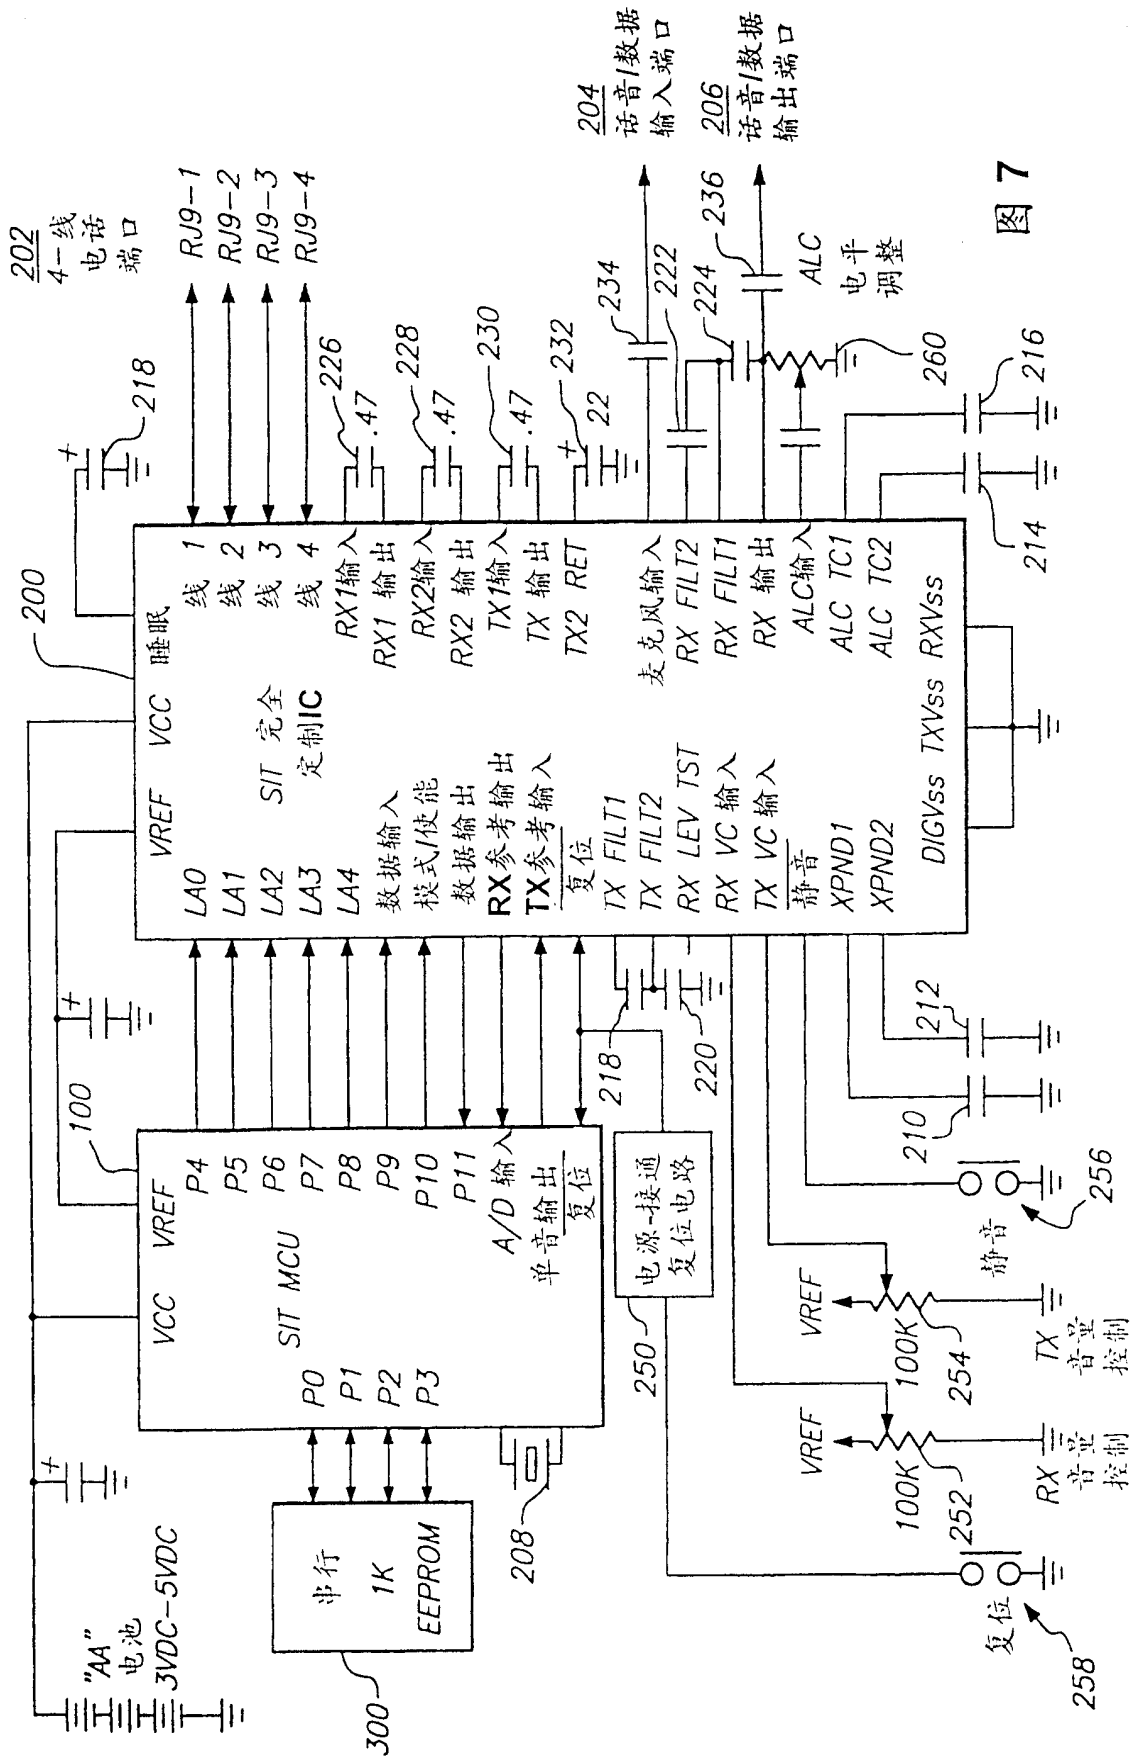 "AA"
电池
3VDC-5VDC
300
串行
1K
EEPROM
208
100
VCC
VREF
SIT MCU
P0
P1
P2
P3
P4
P5
P6
P7
P8
P9
P10
P11
A/D 输入
单音输出
复位
200
VREF
VCC
睡眠
SIT 完全
定制IC
LA0
LA1
LA2
LA3
LA4
数据输入
模式/使能
数据输出
RX参考输出
TX参考输入
复位
TX FILT1
TX FILT2
RX LEV TST
RX VC 输入
TX VC 输入
静音
XPND1
XPND2
线 1
线 2
线 3
线 4
RX1输入
RX1 输出
RX2输入
RX2 输出
TX1输入
TX 输出
TX2 RET
麦克风输入
RX FILT2
RX FILT1
RX 输出
ALC输入
ALC TC1
ALC TC2
DIGVss
TXVss
RXVss
218
202
4-线
电话
端口
RJ9-1
RJ9-2
RJ9-3
RJ9-4
226
.47
228
.47
230
.47
232
22
204
话音/数据
输入端口
206
话音/数据
输出端口
234
222
224
236
ALC
电平
调整
260
216
214
218
220
212
210
250
电源-接通
复位电路
静音
256
VREF
100K
254
TX
音量
控制
VREF
100K
252
RX
音量
控制
复位
258
图 7